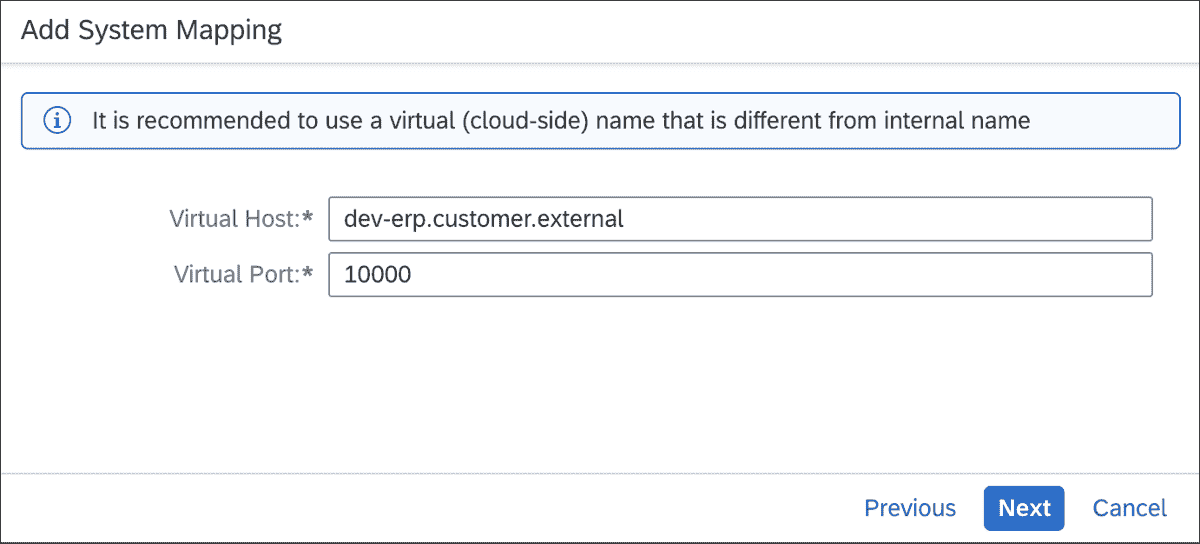 Add System Mapping
It is recommended to use a virtual (cloud-side) name that is different from internal name
Virtual Host:* dev-erp.customer.external
Virtual Port:* 10000
Previous Next Cancel